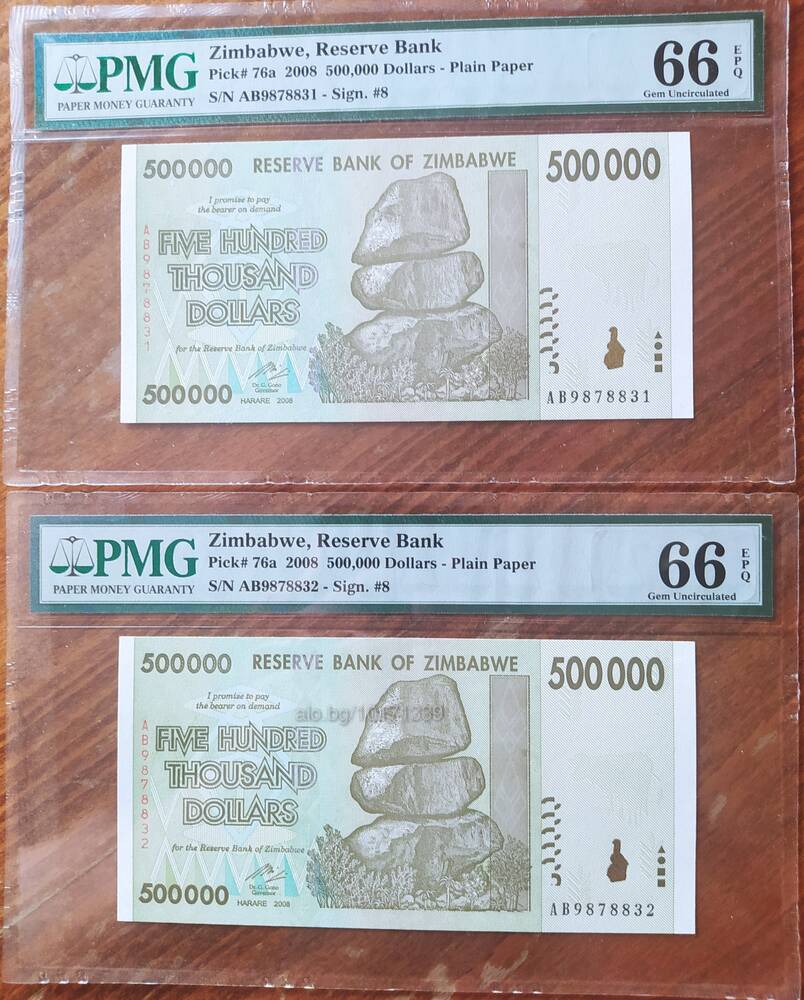 PMG
PAPER MONEY GUARANTY
Zimbabwe, Reserve Bank
Pick# 76a 2008 500,000 Dollars - Plain Paper
S/N AB9878831 - Sign. #8
66 EPQ
Gem Uncirculated
500000 RESERVE BANK OF ZIMBABWE 500000
I promise to pay
the bearer on demand
AB9878831
FIVE HUNDRED
THOUSAND
DOLLARS
for the Reserve Bank of Zimbabwe
Dr. G. Gono
Governor
500000 HARARE 2008
AB9878831
PMG
PAPER MONEY GUARANTY
Zimbabwe, Reserve Bank
Pick# 76a 2008 500,000 Dollars - Plain Paper
S/N AB9878832 - Sign. #8
66 EPQ
Gem Uncirculated
500000 RESERVE BANK OF ZIMBABWE 500000
I promise to pay
the bearer on demand
alo.bg/10171389
AB9878832
FIVE HUNDRED
THOUSAND
DOLLARS
for the Reserve Bank of Zimbabwe
Dr. G. Gono
Governor
500000 HARARE 2008
AB9878832